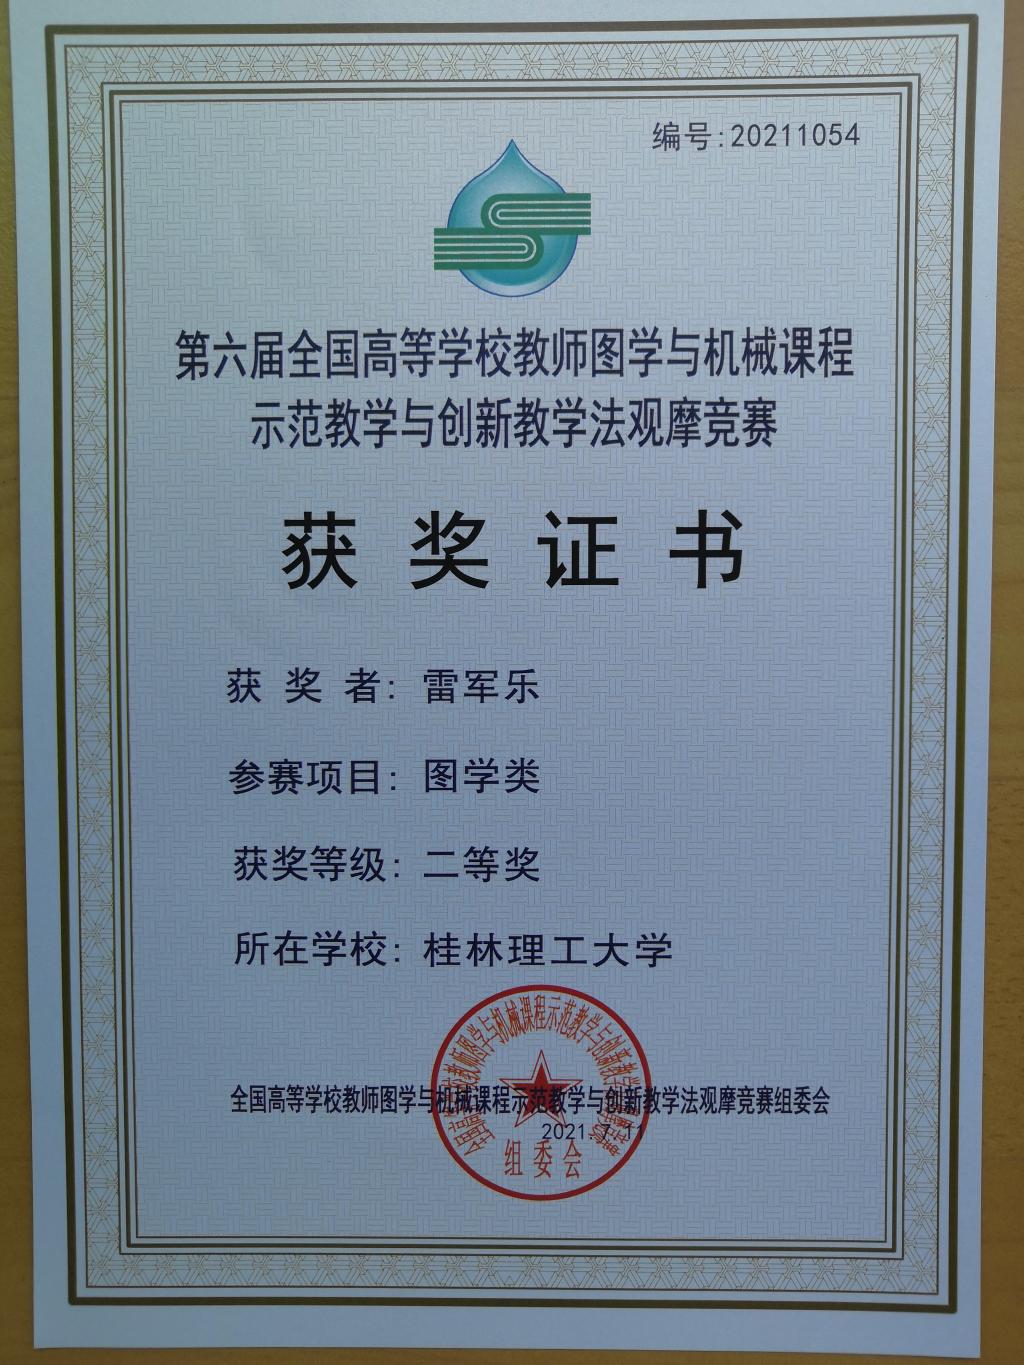 编号:20211054
第六届全国高等学校教师图学与机械课程
示范教学与创新教学法观摩竞赛
获奖证书
获奖者: 雷军乐
参赛项目: 图学类
获奖等级: 二等奖
所在学校: 桂林理工大学
全国高等学校教师图学与机械课程示范教学与创新教学法观摩竞赛组委会
2021.7.11
组委会